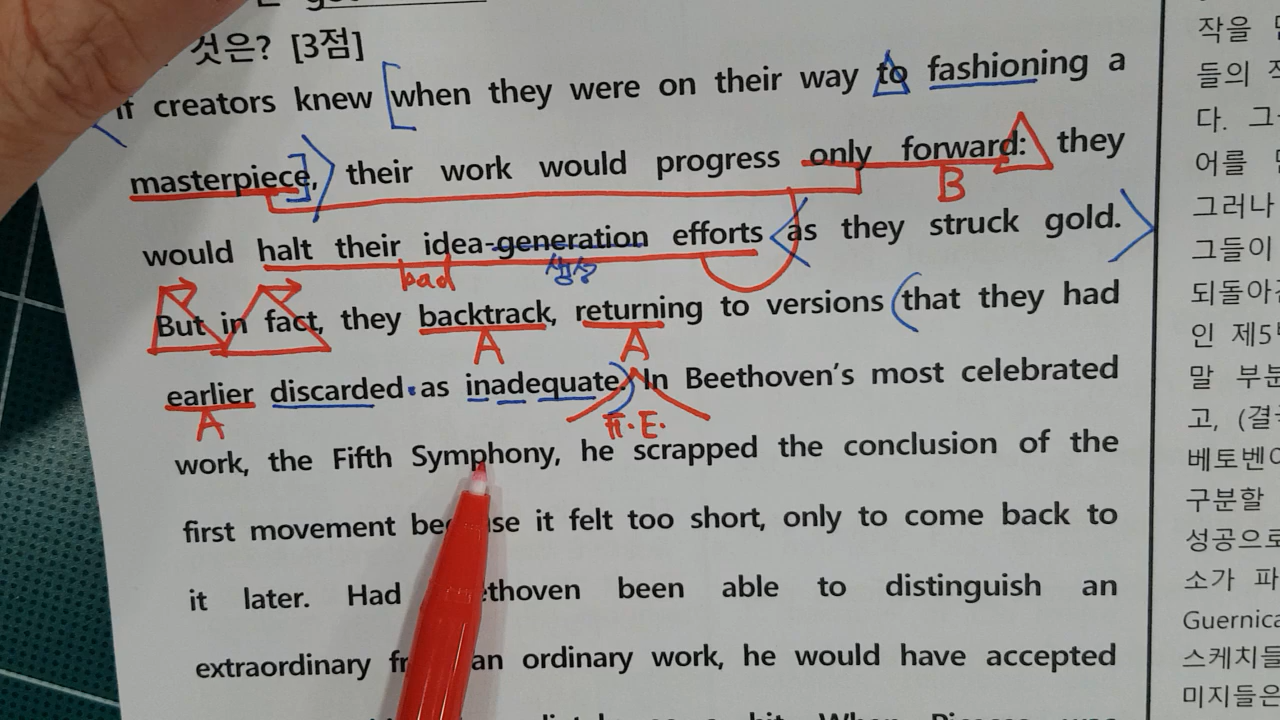 것은? [3점]
If creators knew when they were on their way to fashioning a
masterpiece, their work would progress only forward: they
B
would halt their idea-generation efforts as they struck gold.
bad 생성
But in fact, they backtrack, returning to versions (that they had
A A
earlier discarded as inadequate.) In Beethoven's most celebrated
A E.
work, the Fifth Symphony, he scrapped the conclusion of the
first movement because it felt too short, only to come back to
it later. Had Beethoven been able to distinguish an
extraordinary from an ordinary work, he would have accepted
작을
들의
다. 그
어를
그러나
그들이
되돌아
인 제5
말 부분
고, (결
베토벤
구분할
성공으로
소가
Guernica
스케치들
미지들은